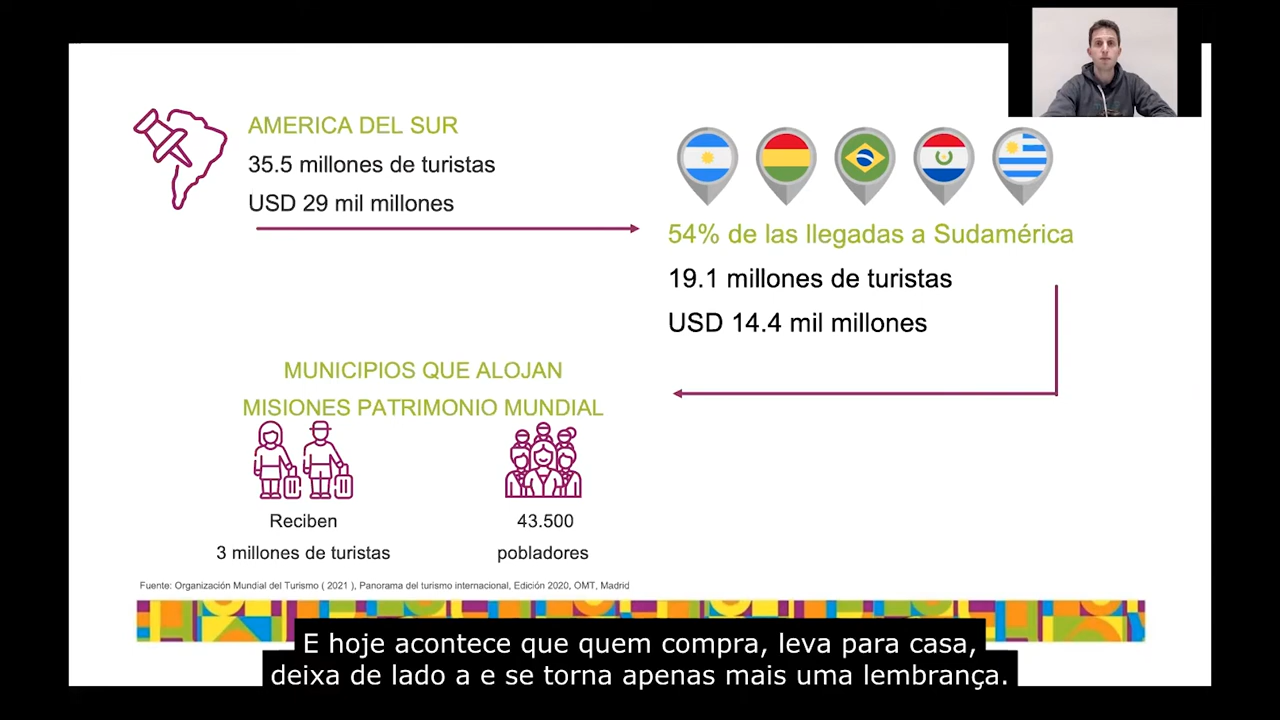 AMERICA DEL SUR
35.5 millones de turistas
USD 29 mil millones
54% de las llegadas a Sudamérica
19.1 millones de turistas
USD 14.4 mil millones
MUNICIPIOS QUE ALOJAN
MISIONES PATRIMONIO MUNDIAL
Reciben
3 millones de turistas
43.500
pobladores
Fuente: Organización Mundial del Turismo ( 2021 ), Panorama del turismo internacional, Edición 2020, OMT, Madrid
E hoje acontece que quem compra, leva para casa,
deixa de lado a e se torna apenas mais uma lembrança.